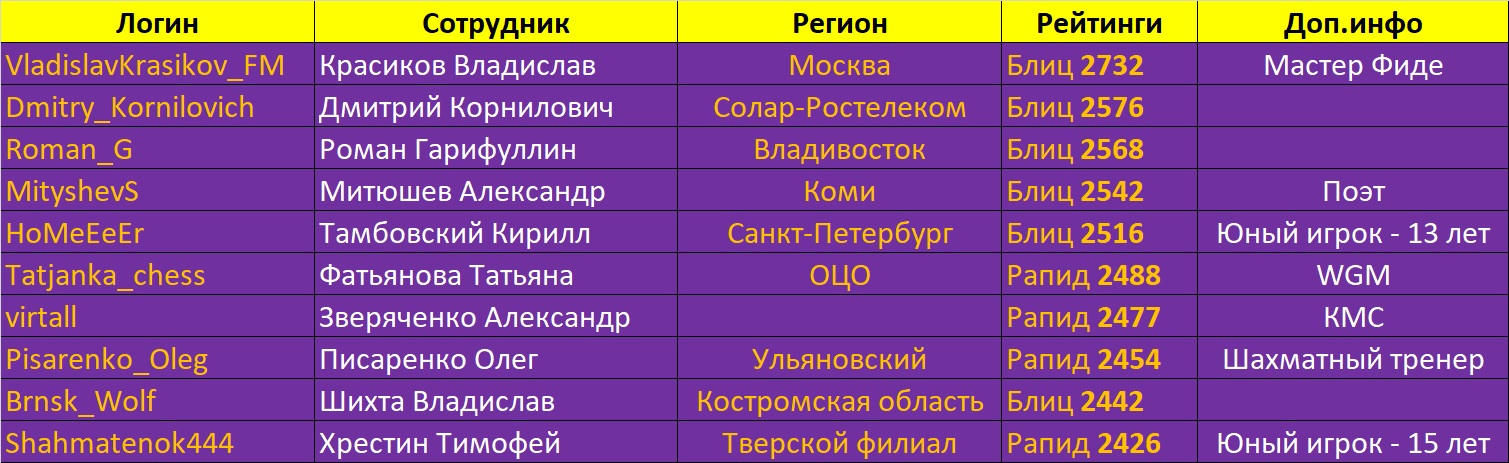 Логин Сотрудник Регион Рейтинги Доп.инфо
VladislavKrasikov_FM Красиков Владислав Москва Блиц 2732 Мастер Фиде
Dmitry_Kornilovich Дмитрий Корнилович Солар-Ростелеком Блиц 2576
Roman_G Роман Гарифуллин Владивосток Блиц 2568
MityshevS Митюшев Александр Коми Блиц 2542 Поэт
HoMeEeEr Тамбовский Кирилл Санкт-Петербург Блиц 2516 Юный игрок - 13 лет
Tatjanka_chess Фатьянова Татьяна ОЦО Рапид 2488 WGM
virtall Зверяченко Александр Рапид 2477 КМС
Pisarenko_Oleg Писаренко Олег Ульяновский Рапид 2454 Шахматный тренер
Brnsk_Wolf Шихта Владислав Костромская область Блиц 2442
Shahmatenok444 Хрестин Тимофей Тверской филиал Рапид 2426 Юный игрок - 15 лет